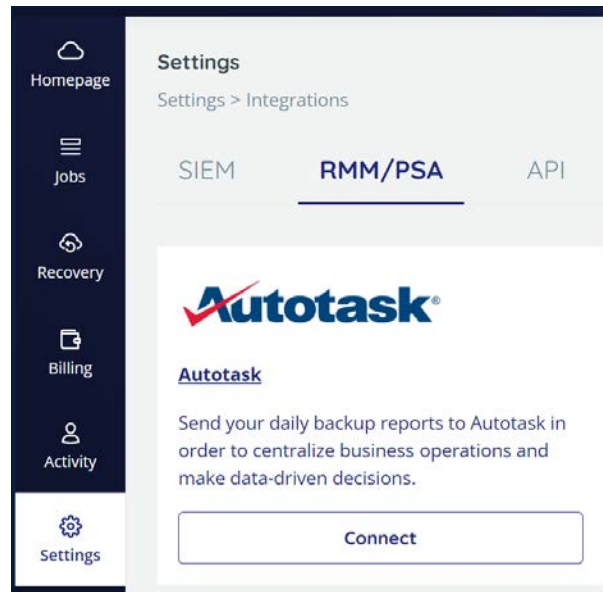 Homepage
Jobs
Recovery
Billing
Activity
Settings
Settings
Settings > Integrations
SIEM RMM/PSA API
Autotask®
Autotask
Send your daily backup reports to Autotask in
order to centralize business operations and
make data-driven decisions.
Connect